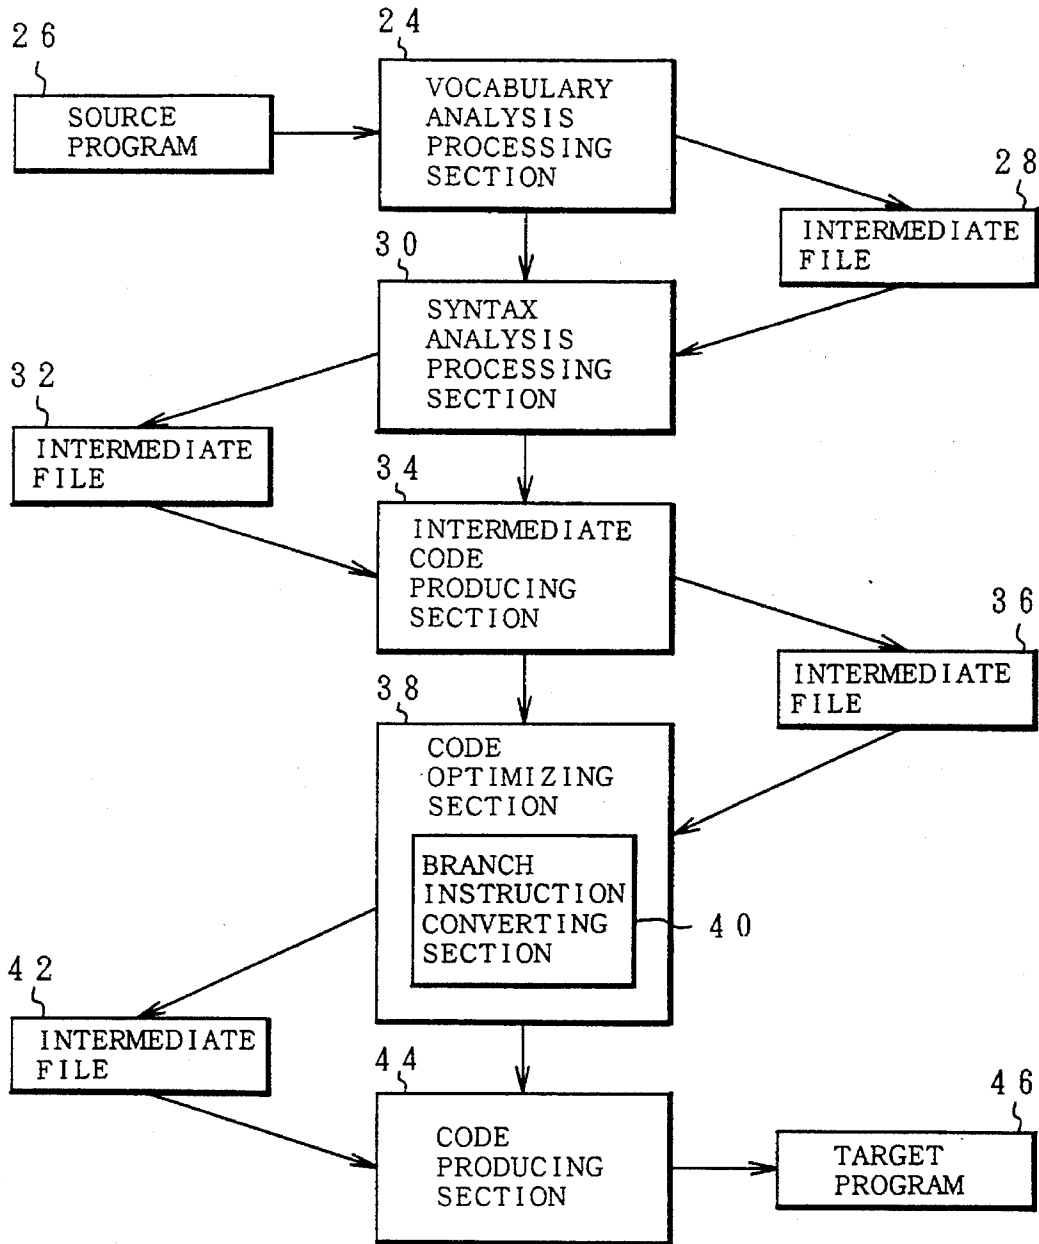 26
24
SOURCE
PROGRAM
VOCABULARY
ANALYSIS
PROCESSING
SECTION
28
INTERMEDIATE
FILE
30
SYNTAX
ANALYSIS
PROCESSING
SECTION
32
INTERMEDIATE
FILE
34
INTERMEDIATE
CODE
PRODUCING
SECTION
36
INTERMEDIATE
FILE
38
CODE
OPTIMIZING
SECTION
BRANCH
INSTRUCTION
CONVERTING
SECTION
40
42
INTERMEDIATE
FILE
44
CODE
PRODUCING
SECTION
46
TARGET
PROGRAM